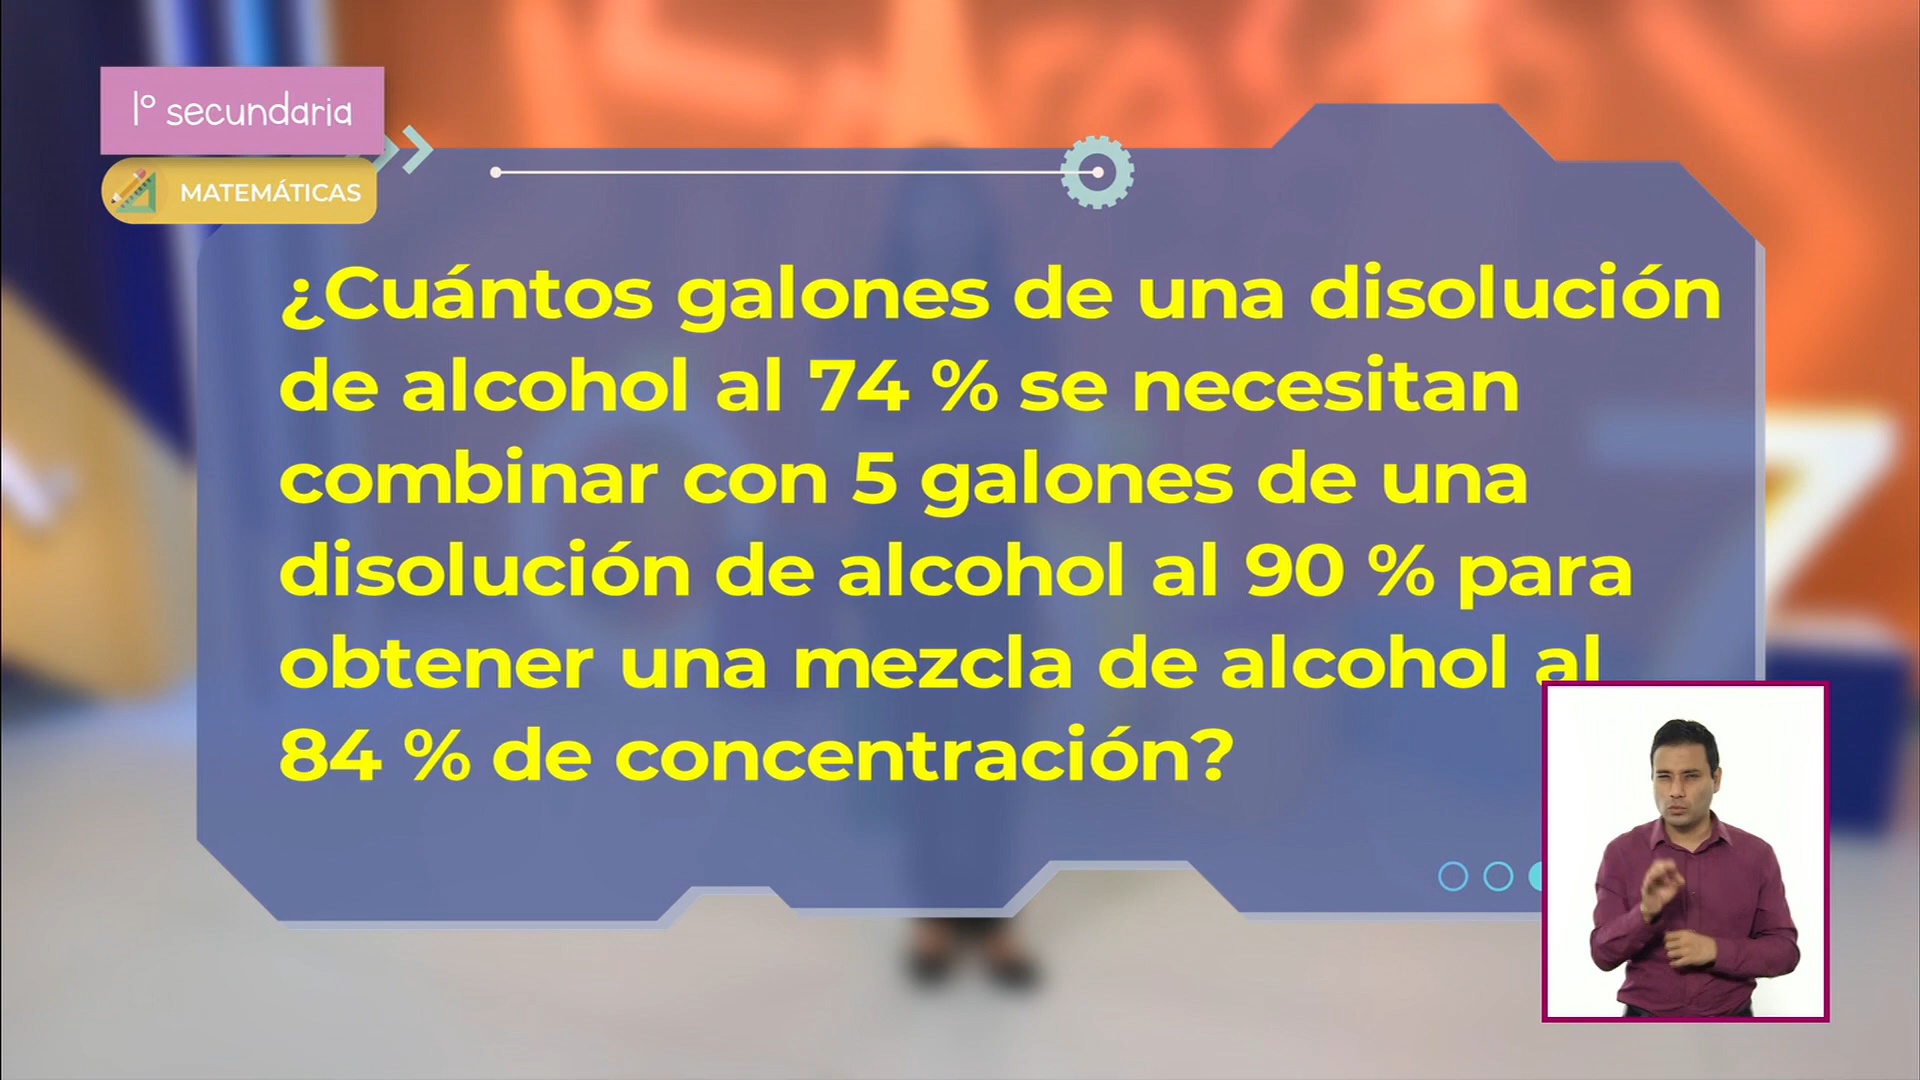 1° secundaria
MATEMÁTICAS
¿Cuántos galones de una disolución
de alcohol al 74 % se necesitan
combinar con 5 galones de una
disolución de alcohol al 90 % para
obtener una mezcla de alcohol al
84 % de concentración?